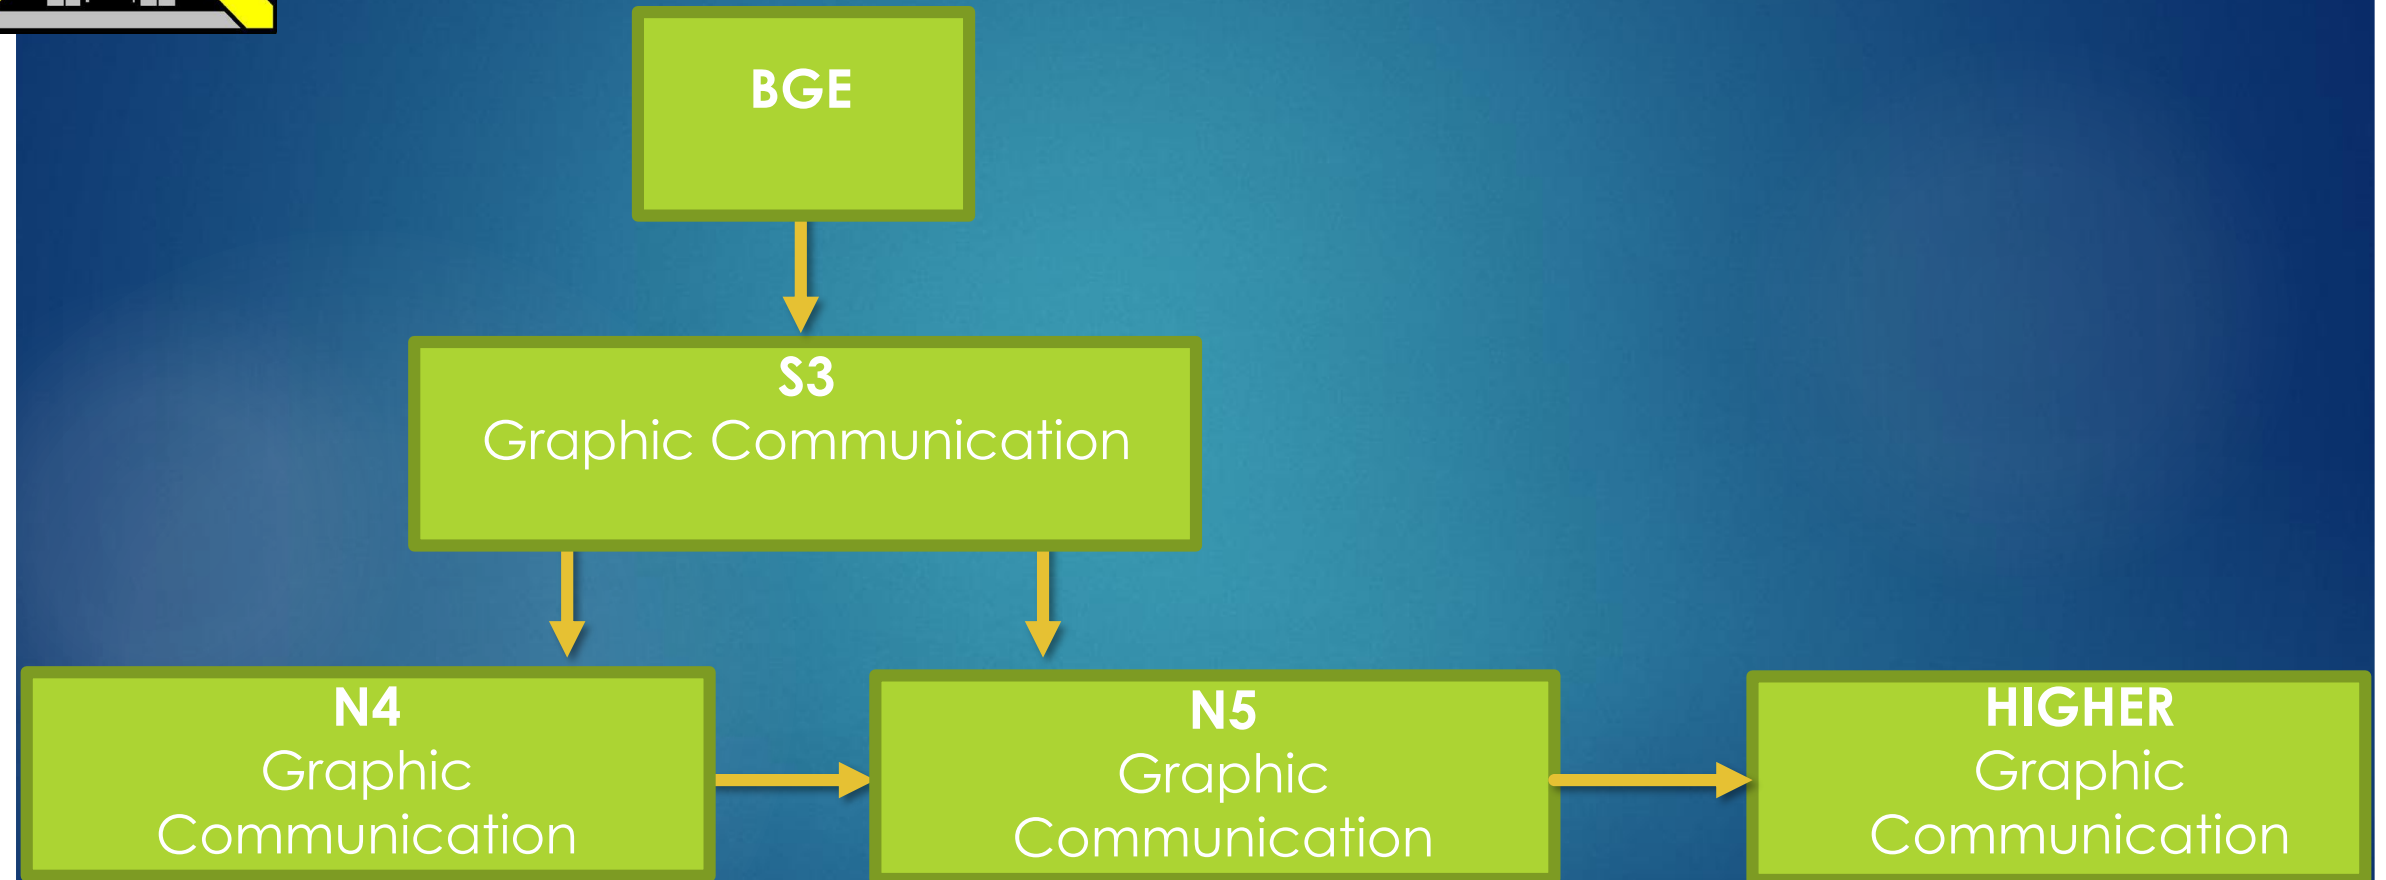 BGE
S3
Graphic Communication
N4
Graphic
Communication
N5
Graphic
Communication
HIGHER
Graphic
Communication